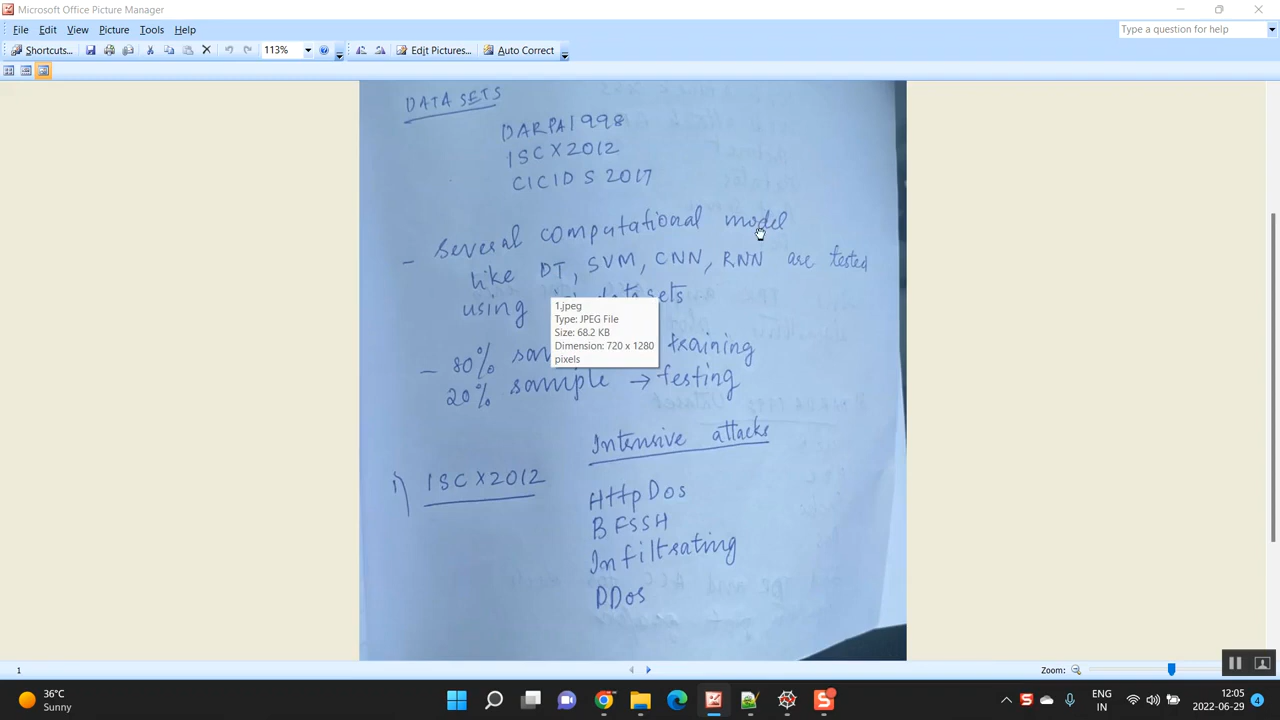 Microsoft Office Picture Manager
File Edit View Picture Tools Help
Type a question for help
Shortcuts... 113% Edit Pictures... Auto Correct
DATA SETS
DARPA1998
ISCX2012
CICIDS 2017
- Several computational model
like DT, SVM, CNN, RNN are tested
using datasets
- 80% training
20% sample → testing
1.jpeg
Type: JPEG File
Size: 68.2 KB
Dimension: 720 x 1280
pixels
Intensive attacks
i) ISCX2012
HttpDos
BFSSH
Infiltrating
DDos
1
Zoom:
36°C
Sunny
ENG
IN
12:05
2022-06-29
4